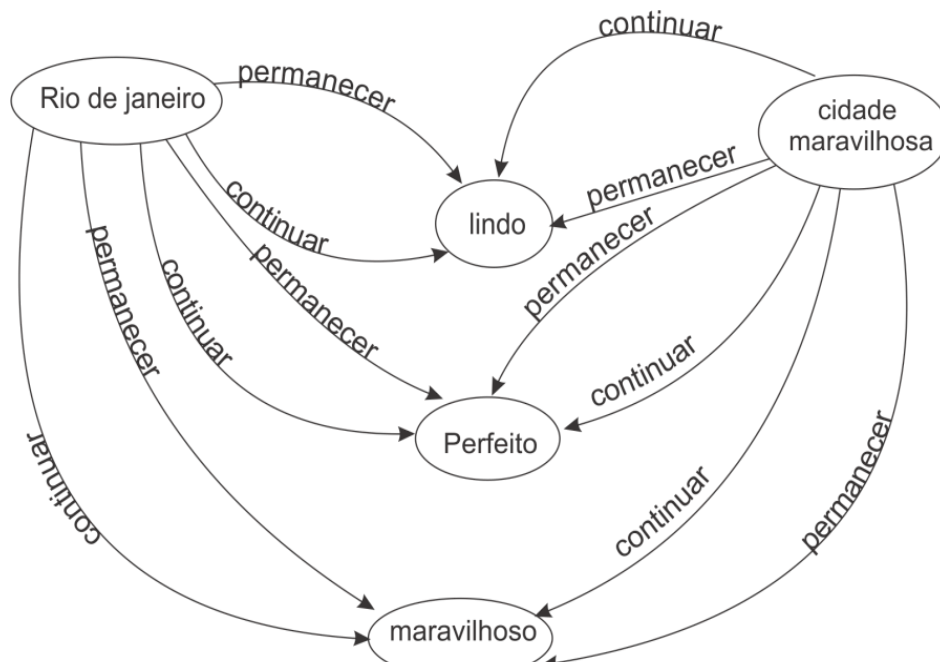 continuar
permanecer
Rio de janeiro
cidade
maravilhosa
permanecer
lindo
continuar
permanecer
permanecer
permanecer
continuar
continuar
Perfeito
continuar
permanecer
continuar
maravilhoso